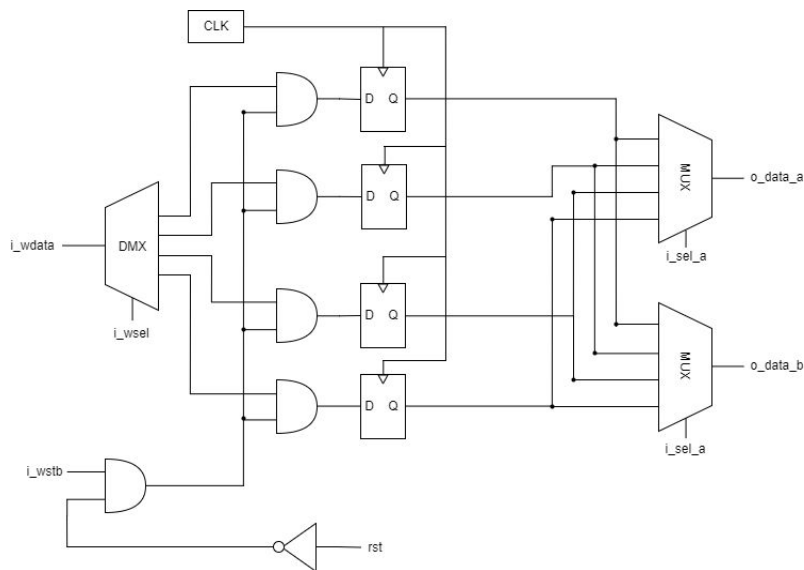 CLK
D Q
MUX
o_data_a
D Q
DMX
i_wdata
i_sel_a
i_wsel
D Q
MUX
o_data_b
D Q
i_sel_a
i_wstb
rst